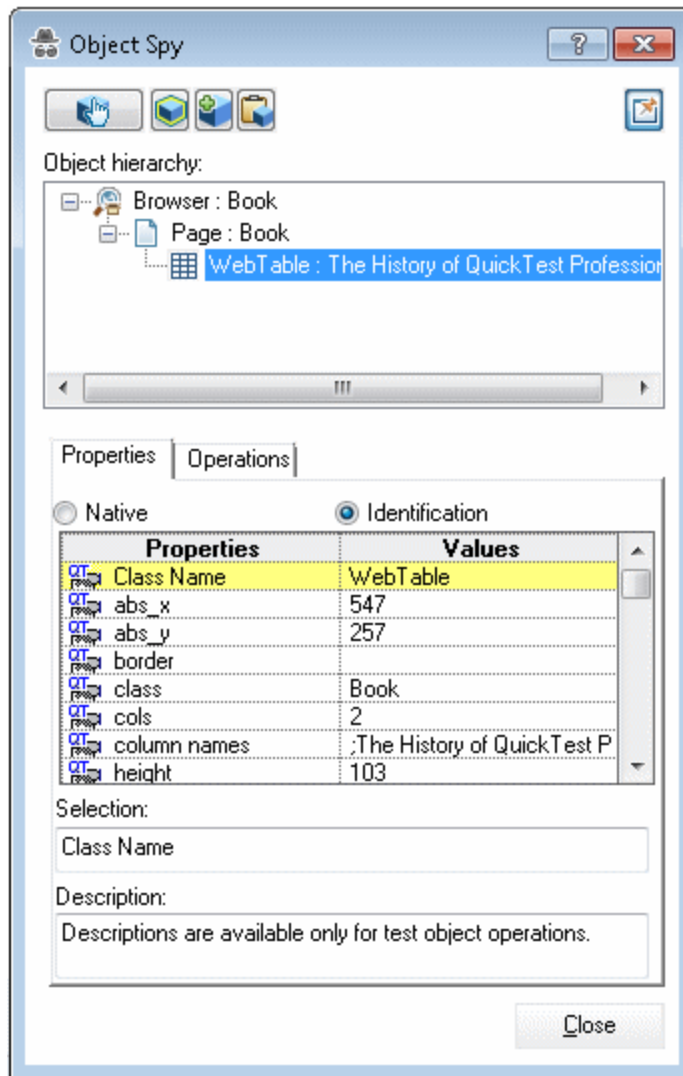 Object Spy
Object hierarchy:
Browser : Book
Page : Book
WebTable : The History of QuickTest Profession
Properties Operations
Native Identification
Properties Values
Class Name WebTable
abs_x 547
abs_y 257
border
class Book
cols 2
column names ;The History of QuickTest P
height 103
Selection:
Class Name
Description:
Descriptions are available only for test object operations.
Close